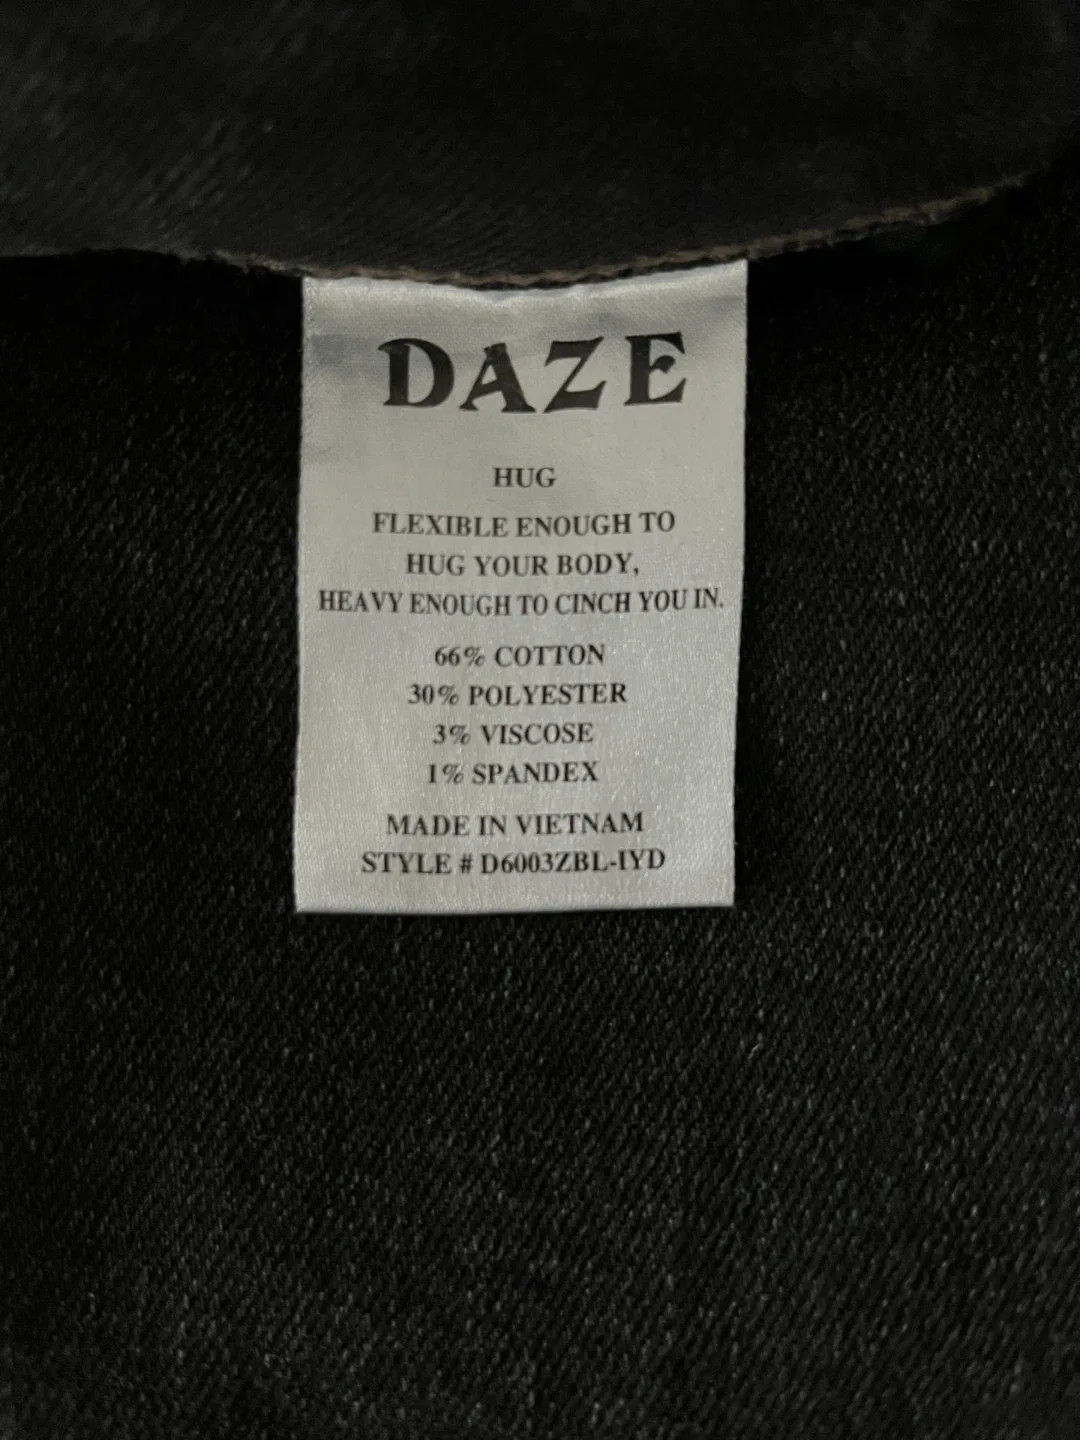 DAZE
HUG
FLEXIBLE ENOUGH TO
HUG YOUR BODY,
HEAVY ENOUGH TO CINCH YOU IN.
66% COTTON
30% POLYESTER
3% VISCOSE
1% SPANDEX
MADE IN VIETNAM
STYLE # D6003ZBL-IYD